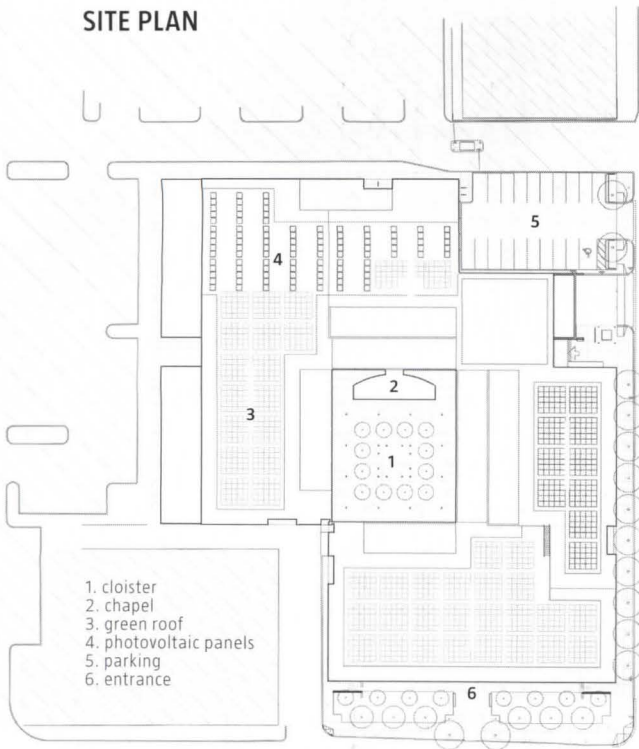 SITE PLAN
5
4
2
3
1
1. cloister
2. chapel
3. green roof
4. photovoltaic panels
5. parking
6. entrance
6